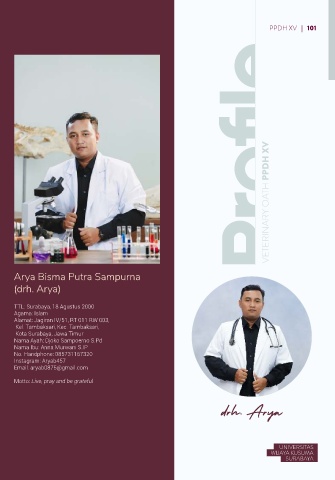 PPDH XV | 101
Profile
VETERINARY OATH PPDH XV
Arya Bisma Putra Sampurna
(drh. Arya)
TTL: Surabaya, 18 Agustus 2000
Agama: Islam
Alamat: Jagiran IV/51, RT 011 RW 003,
Kel. Tambaksari, Kec. Tambaksari,
Kota Surabaya, Jawa Timur
Nama Ayah: Djoko Sampoerno S.Pd
Nama Ibu: Anna Murwani S.IP
No. Handphone: 085731167320
Instagram: Aryab457
Email: aryab0875@gmail.com
Motto: Live, pray and be grateful
drh. Arya
UNIVERSITAS
WIJAYA KUSUMA
SURABAYA